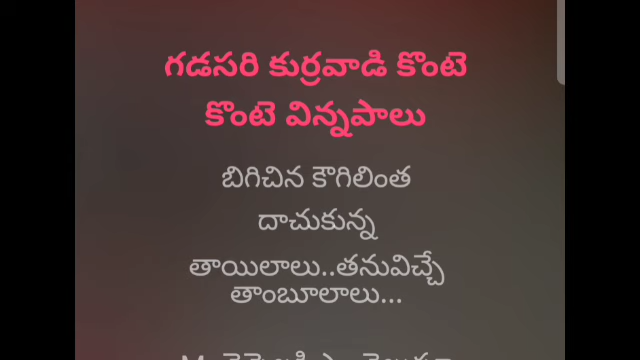 గడసరి కుర్రవాడి కొంటె
కొంటె విన్నపాలు
బిగిచిన కౌగిలింత
దాచుకున్న
తాయిలాలు..తనువిచ్చే
తాంబూలాలు...